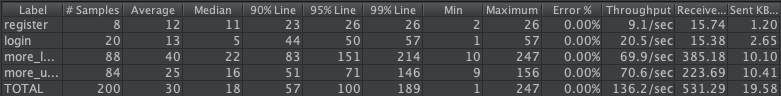 Label # Samples Average Median 90% Line 95% Line 99% Line Min Maximum Error % Throughput Receive... Sent KB...
register 8 12 11 23 26 26 2 26 0.00% 9.1/sec 15.74 1.20
login 20 13 5 44 50 57 1 57 0.00% 20.5/sec 15.38 2.65
more_l... 88 40 22 83 151 214 10 247 0.00% 69.9/sec 385.18 10.10
more_u... 84 25 16 51 71 146 9 156 0.00% 70.6/sec 223.69 10.41
TOTAL 200 30 18 57 100 189 1 247 0.00% 136.2/sec 531.29 19.58